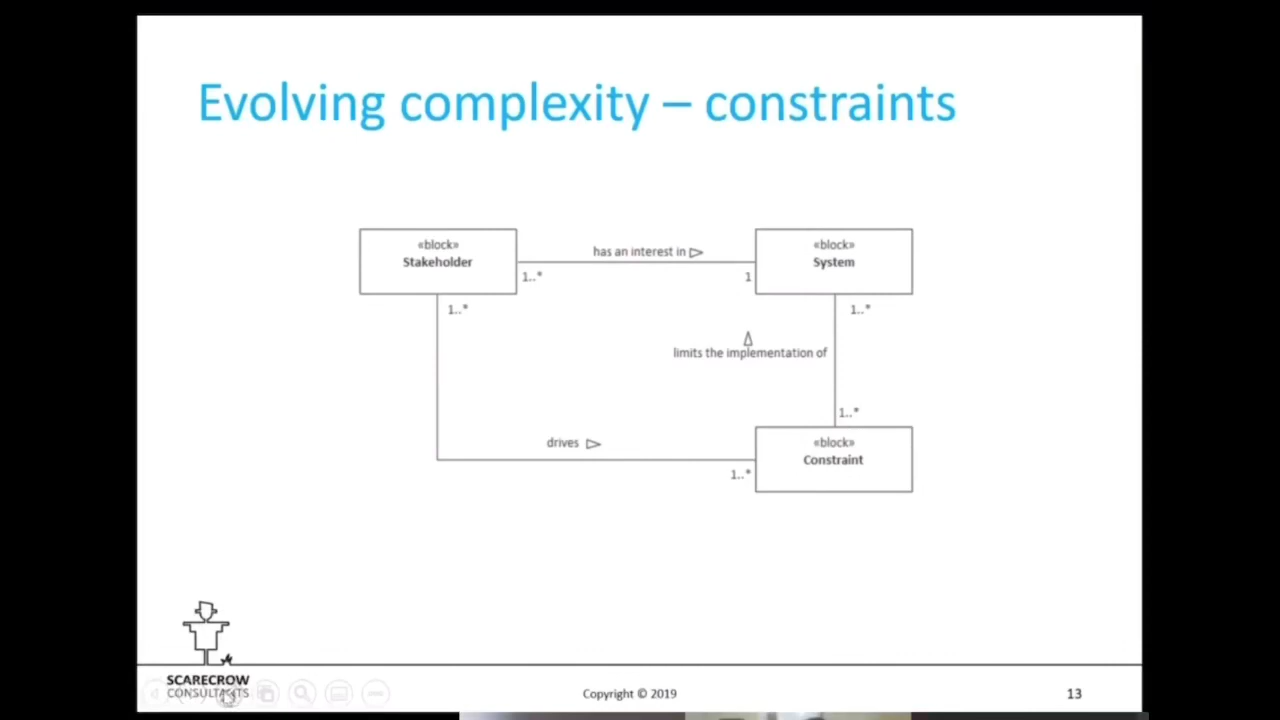 Evolving complexity – constraints
«block»
Stakeholder
has an interest in
1..*
1
«block»
System
1..*
1..*
limits the implementation of
1..*
drives
1..*
«block»
Constraint
SCARECROW
CONSULTANTS
Copyright © 2019
13